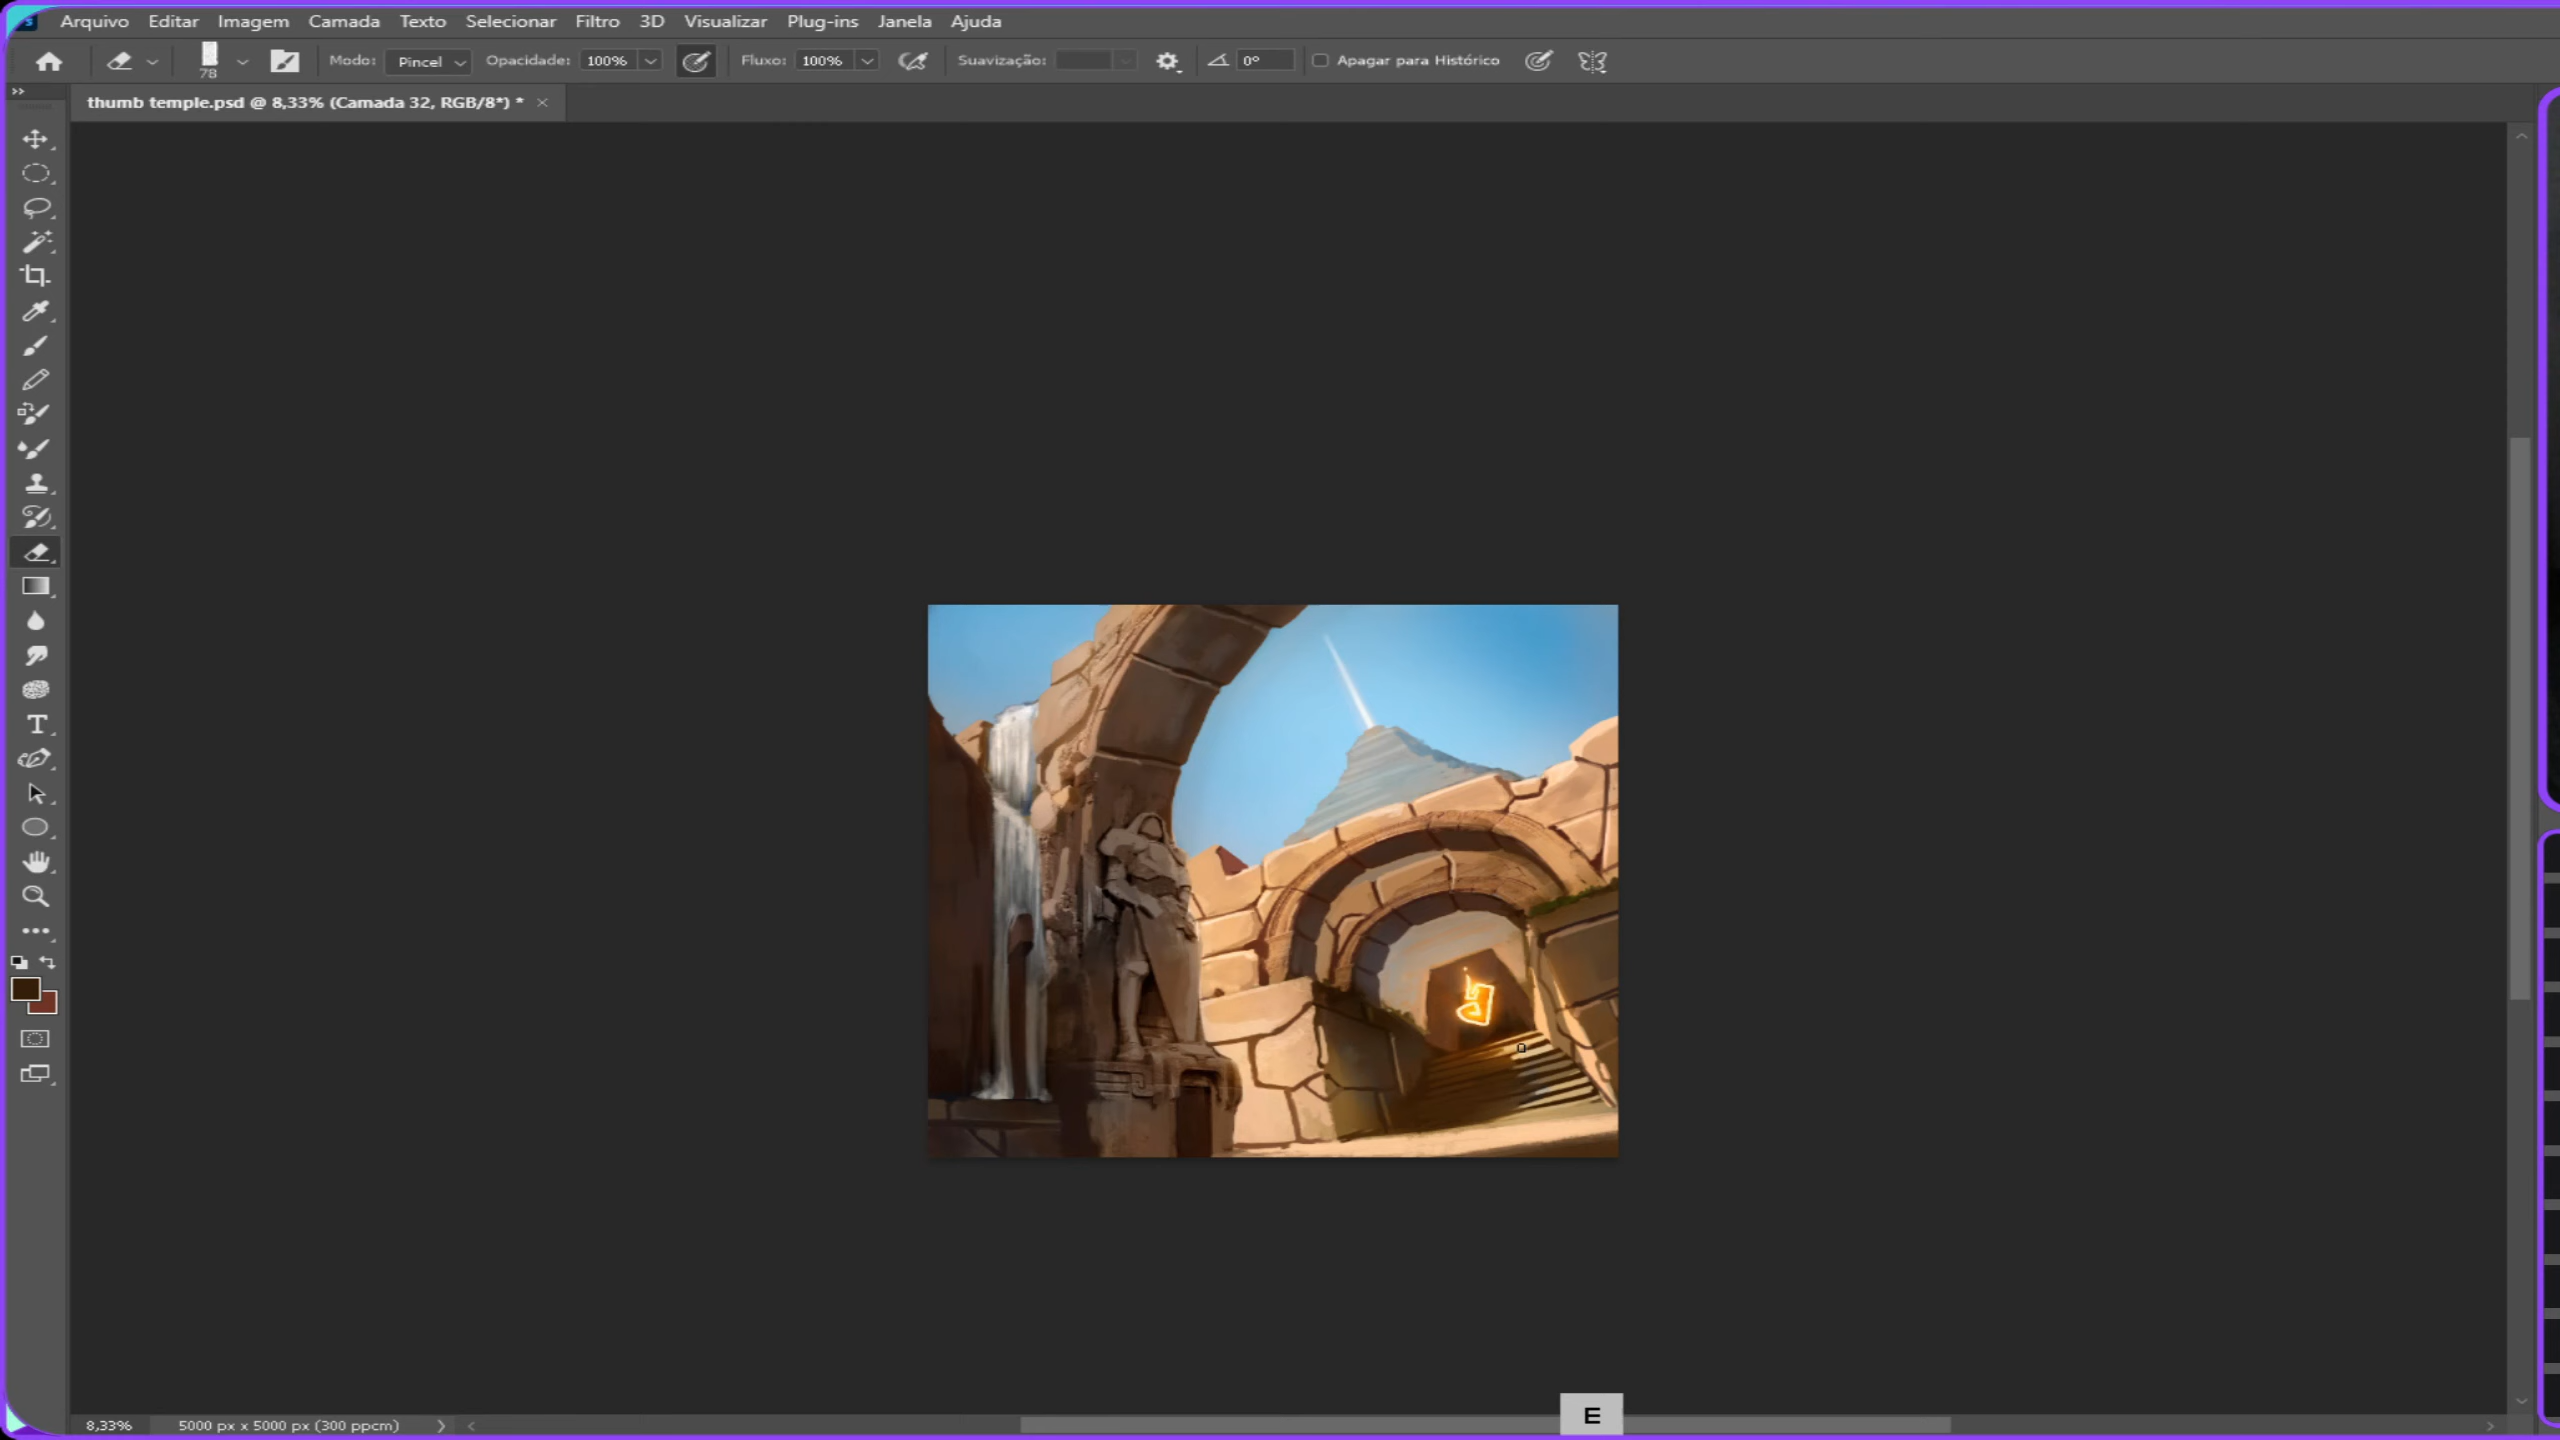 Arquivo Editar Imagem Camada Texto Selecionar Filtro 3D Visualizar Plug-ins Janela Ajuda
78 Modo: Pincel Opacidade: 100% Fluxo: 100% Suavização: 0° Apagar para Histórico
thumb temple.psd @ 8,33% (Camada 32, RGB/8*) *
8,33% 5000 px x 5000 px (300 ppcm)
E